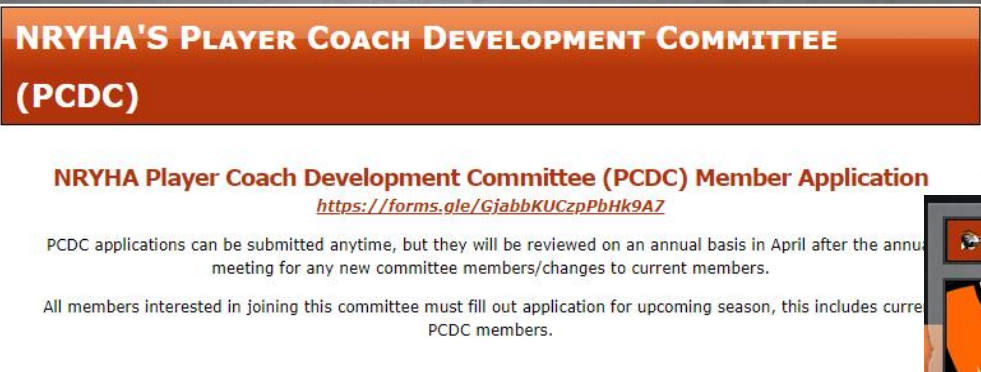 NRYHA'S PLAYER COACH DEVELOPMENT COMMITTEE
(PCDC)
NRYHA Player Coach Development Committee (PCDC) Member Application
https://forms.gle/GjabbKUCzpPbHk9A7
PCDC applications can be submitted anytime, but they will be reviewed on an annual basis in April after the annu
meeting for any new committee members/changes to current members.
All members interested in joining this committee must fill out application for upcoming season, this includes curre
PCDC members.